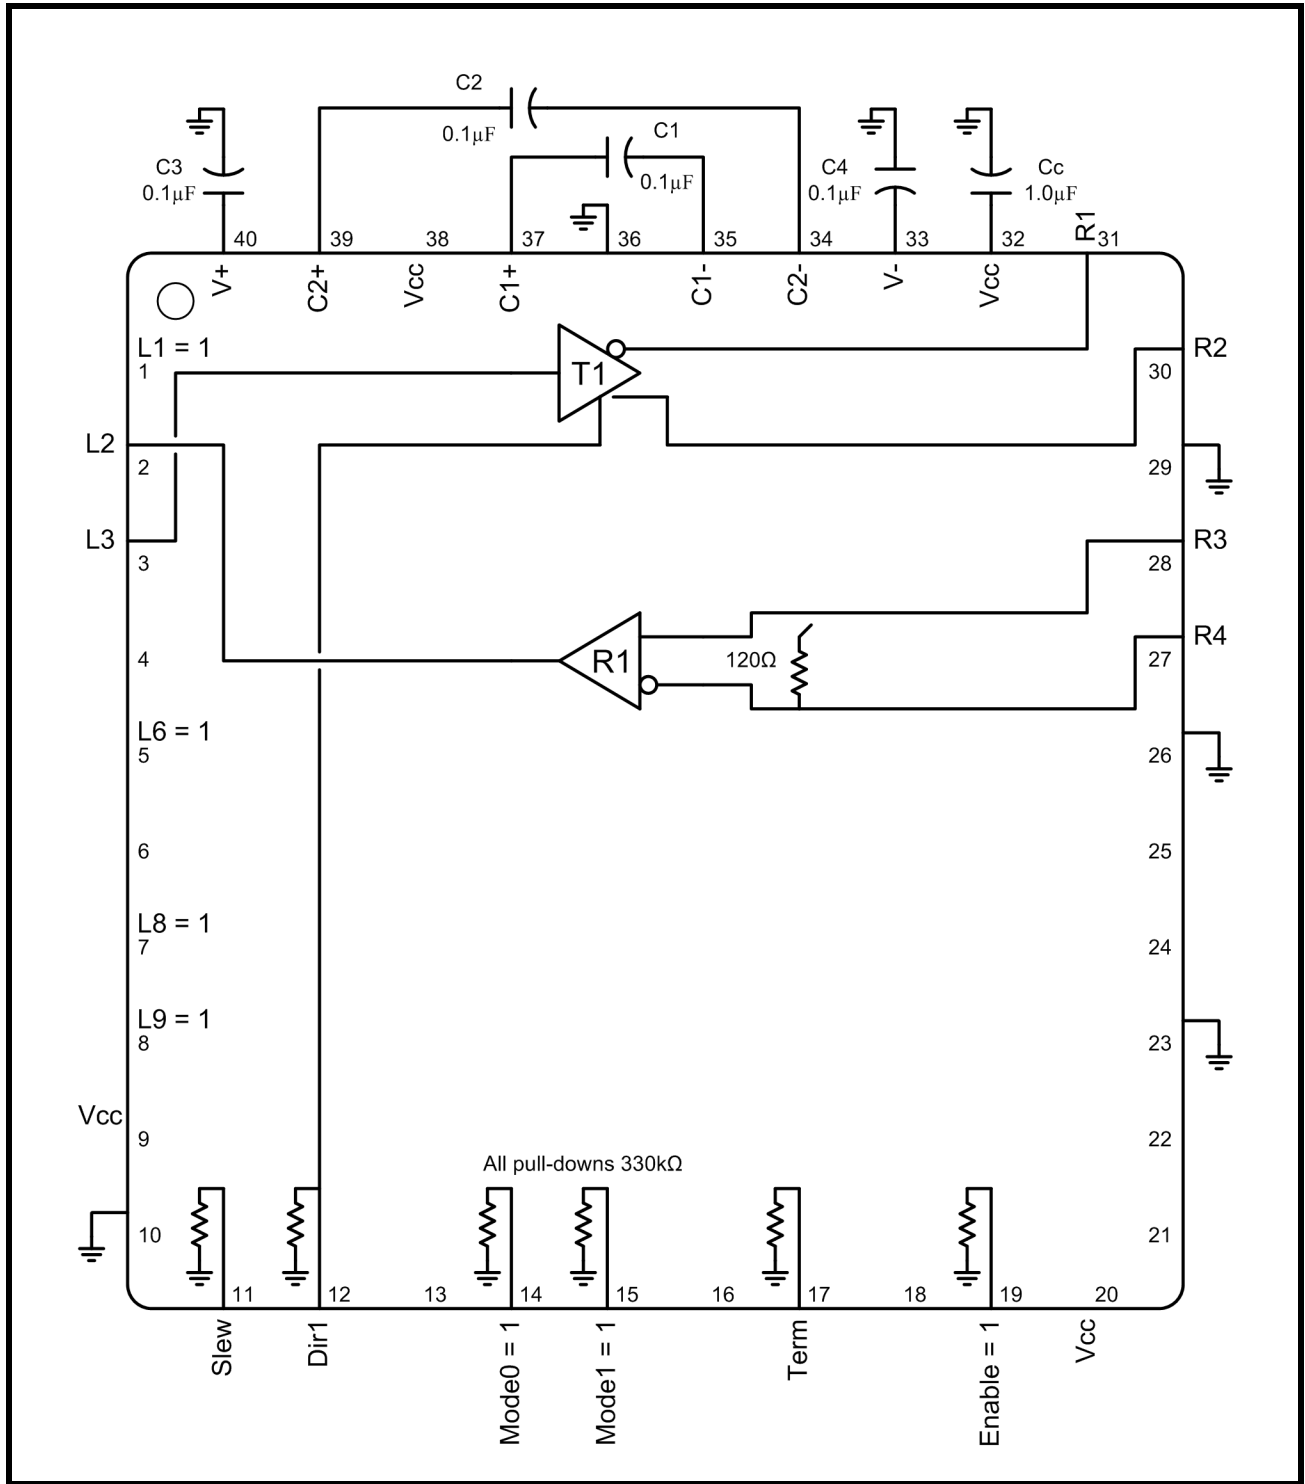 C2
0.1µF
C1
0.1µF
C3
0.1µF
C4
0.1µF
Cc
1.0µF
R1
40
39
38
37
36
35
34
33
32
31
V+
C2+
Vcc
C1+
C1-
C2-
V-
Vcc
L1 = 1
1
T1
R2
30
L2
2
29
L3
3
R3
28
4
R1
120Ω
R4
27
L6 = 1
5
26
6
25
L8 = 1
7
24
L9 = 1
8
23
Vcc
9
22
All pull-downs 330kΩ
10
21
11
12
13
14
15
16
17
18
19
20
Slew
Dir1
Mode0 = 1
Mode1 = 1
Term
Enable = 1
Vcc